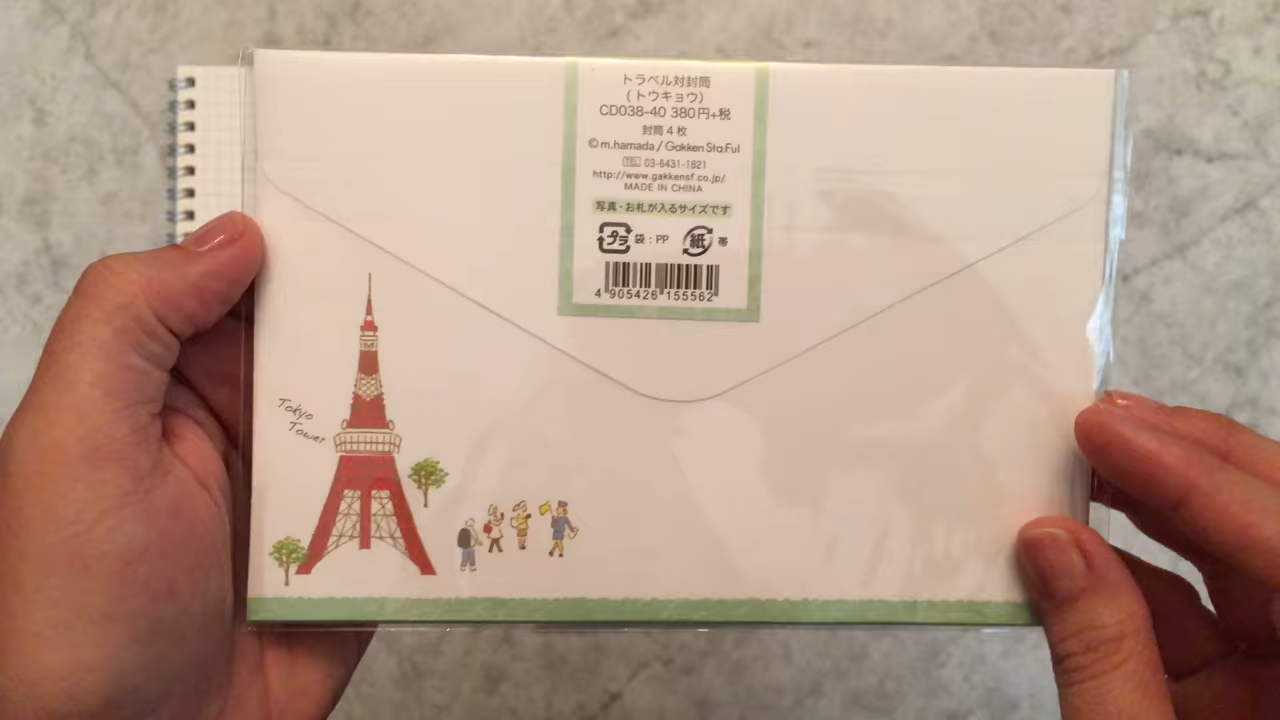 トラベル対封筒
(トウキョウ)
CD038-40 380円+税
封筒4枚
© m.hamada / Gakken Sta:Ful
TEL 03-6431-1821
http://www.gakkensf.co.jp/
MADE IN CHINA
写真・お札が入るサイズです
プラ 袋:PP 紙 帯
4 905426 155562
Tokyo
Tower